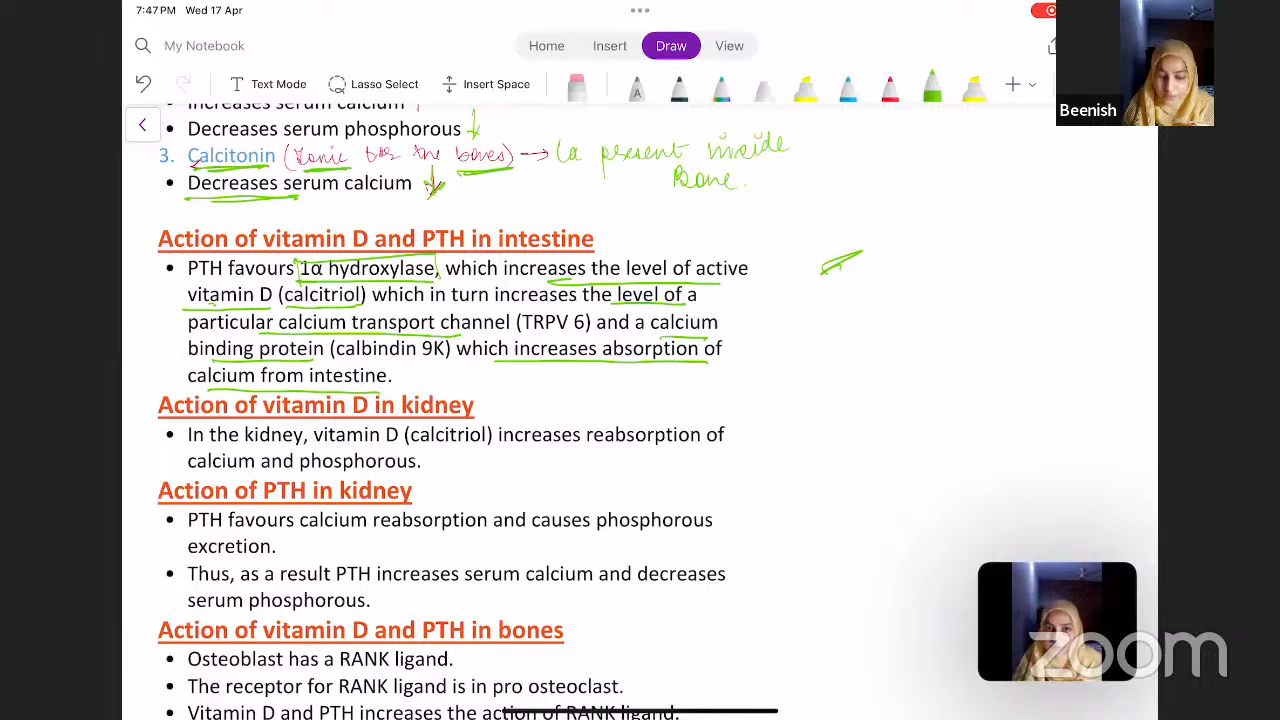 7:47 PM Wed 17 Apr
My Notebook
Home Insert Draw View
Text Mode Lasso Select Insert Space
Beenish
• Increases serum calcium
• Decreases serum phosphorous
3. Calcitonin (Tonic for the bones) → Ca present inside
Bone.
• Decreases serum calcium
Action of vitamin D and PTH in intestine
• PTH favours 1α hydroxylase, which increases the level of active
vitamin D (calcitriol) which in turn increases the level of a
particular calcium transport channel (TRPV 6) and a calcium
binding protein (calbindin 9K) which increases absorption of
calcium from intestine.
Action of vitamin D in kidney
• In the kidney, vitamin D (calcitriol) increases reabsorption of
calcium and phosphorous.
Action of PTH in kidney
• PTH favours calcium reabsorption and causes phosphorous
excretion.
• Thus, as a result PTH increases serum calcium and decreases
serum phosphorous.
Action of vitamin D and PTH in bones
• Osteoblast has a RANK ligand.
• The receptor for RANK ligand is in pro osteoclast.
• Vitamin D and PTH increases the action of RANK ligand.
zoom